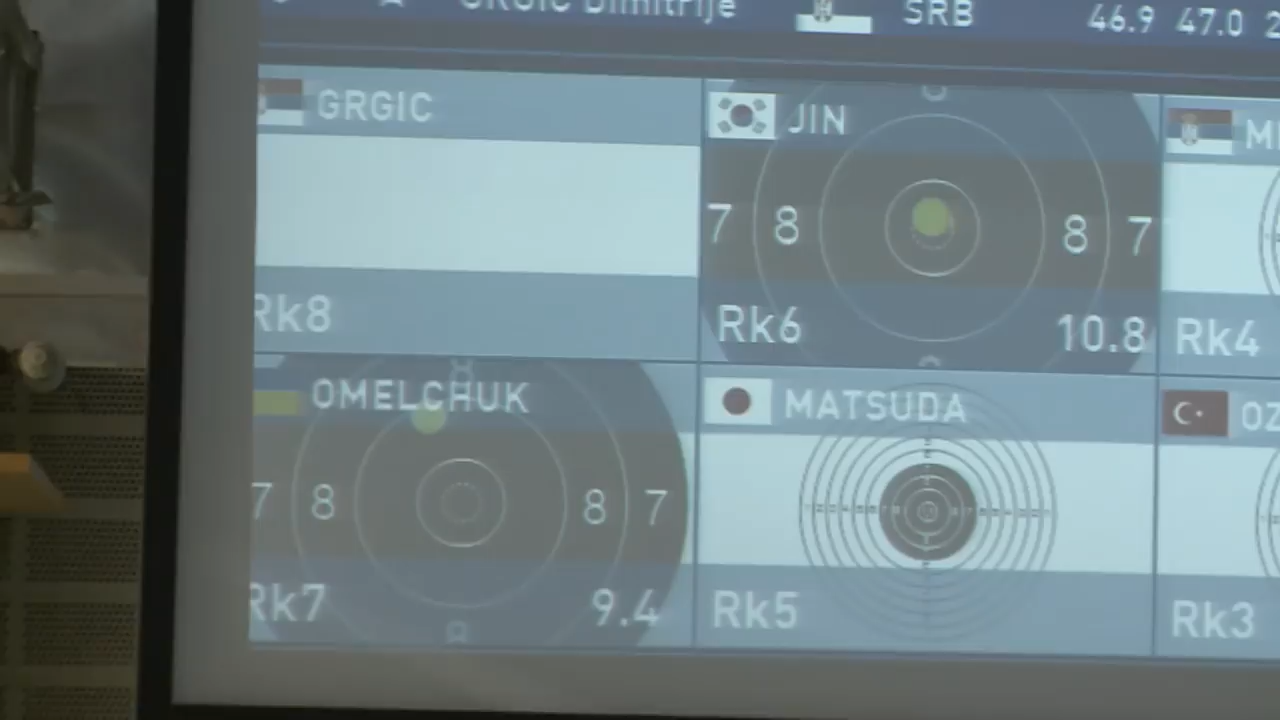 GRGIC Dimitrije SRB 46.9 47.0
GRGIC
JIN
7 8 8 7
Rk8
Rk6 10.8
Rk4
OMELCHUK
MATSUDA
OZ
7 8 8 7
Rk7 9.4
Rk5
Rk3